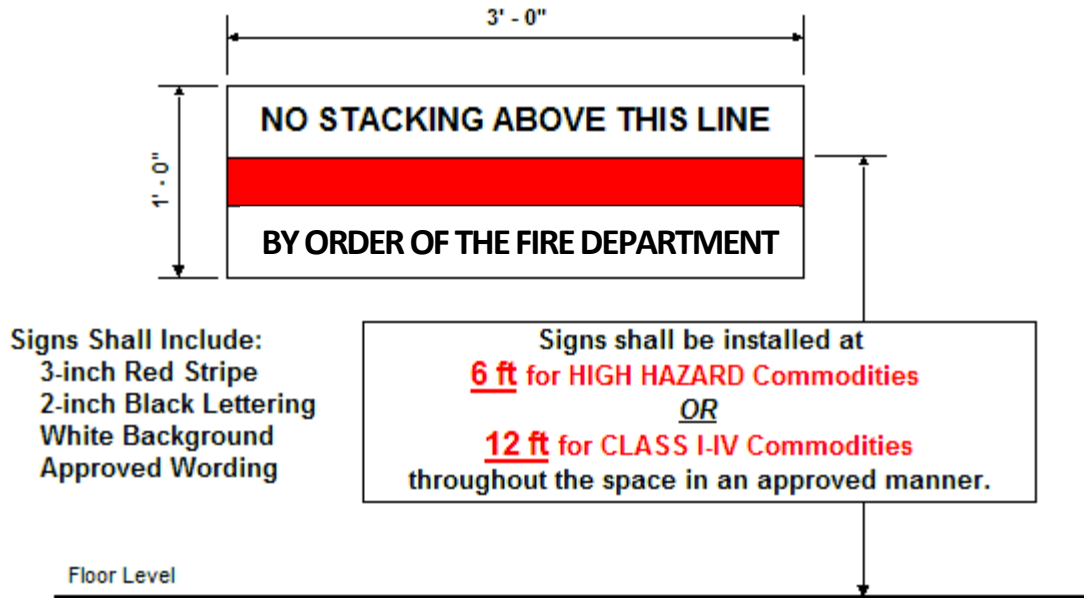 3' - 0"
1' - 0"
NO STACKING ABOVE THIS LINE
BY ORDER OF THE FIRE DEPARTMENT
Signs Shall Include:
3-inch Red Stripe
2-inch Black Lettering
White Background
Approved Wording
Signs shall be installed at
6 ft for HIGH HAZARD Commodities
OR
12 ft for CLASS I-IV Commodities
throughout the space in an approved manner.
Floor Level